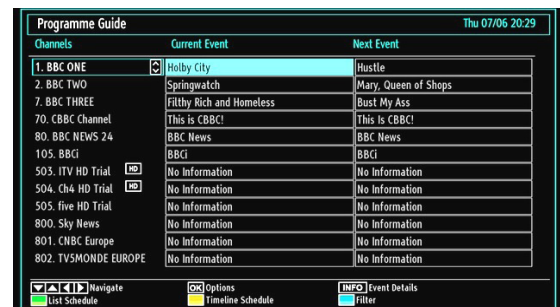 Programme Guide Thu 07/06 20:29
Channels Current Event Next Event
1. BBC ONE Holby City Hustle
2. BBC TWO Springwatch Mary, Queen of Shops
7. BBC THREE Filthy Rich and Homeless Bust My Ass
70. CBBC Channel This is CBBC! This Is CBBC!
80. BBC NEWS 24 BBC News BBC News
105. BBCi BBCi BBCi
503. ITV HD Trial HD No Information No Information
504. Ch4 HD Trial HD No Information No Information
505. five HD Trial No Information No Information
800. Sky News No Information No Information
801. CNBC Europe No Information No Information
802. TV5MONDE EUROPE No Information No Information
Navigate OK Options INFO Event Details
List Schedule Timeline Schedule Filter